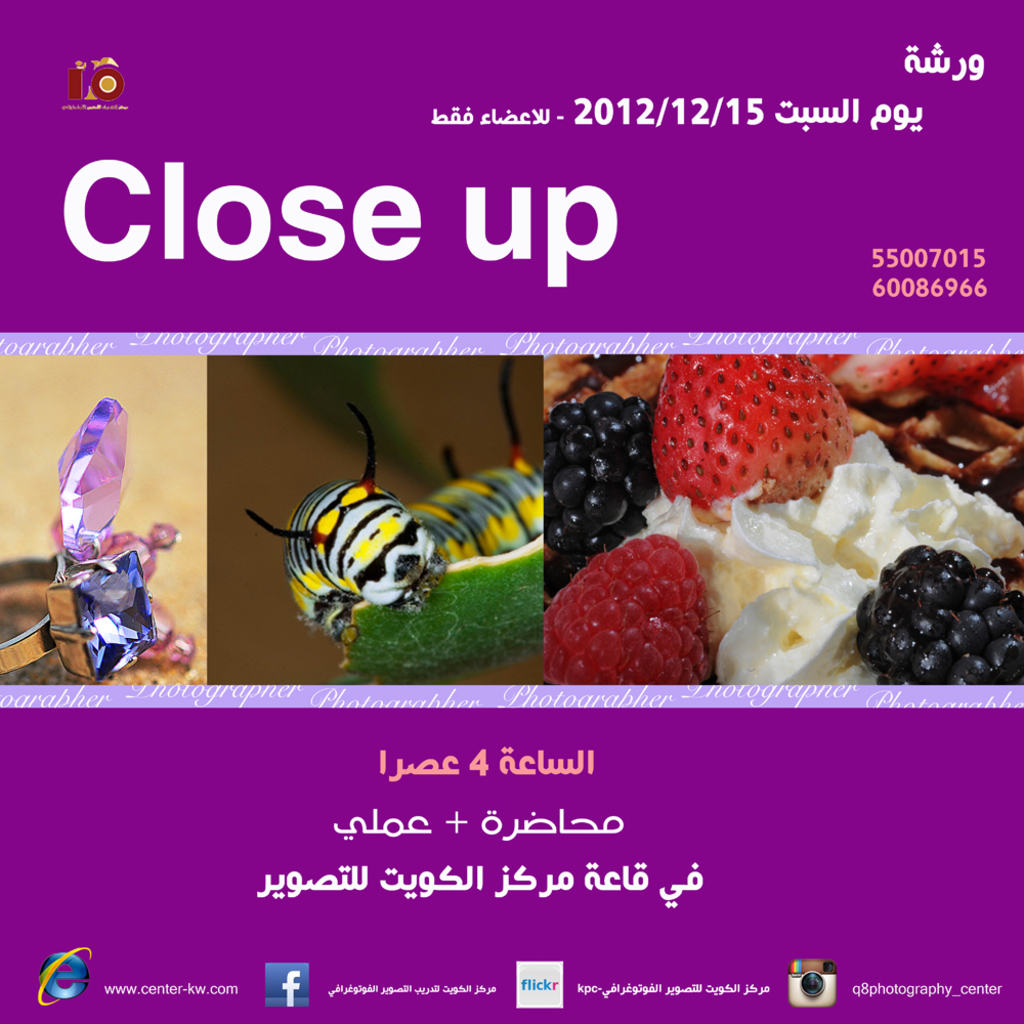 ورشة
يوم السبت 2012/12/15 - للاعضاء فقط
Close up
55007015
60086966
tographer Photographer Photographer Photographer Photographer Photographer
ographer Photographer Photographer Photographer Photographer Photographer
الساعة 4 عصرا
محاضرة + عملي
في قاعة مركز الكويت للتصوير
www.center-kw.com
مركز الكويت لتدريب التصوير الفوتوغرافي
flickr
مركز الكويت للتصوير الفوتوغرافي-kpc
q8photography_center